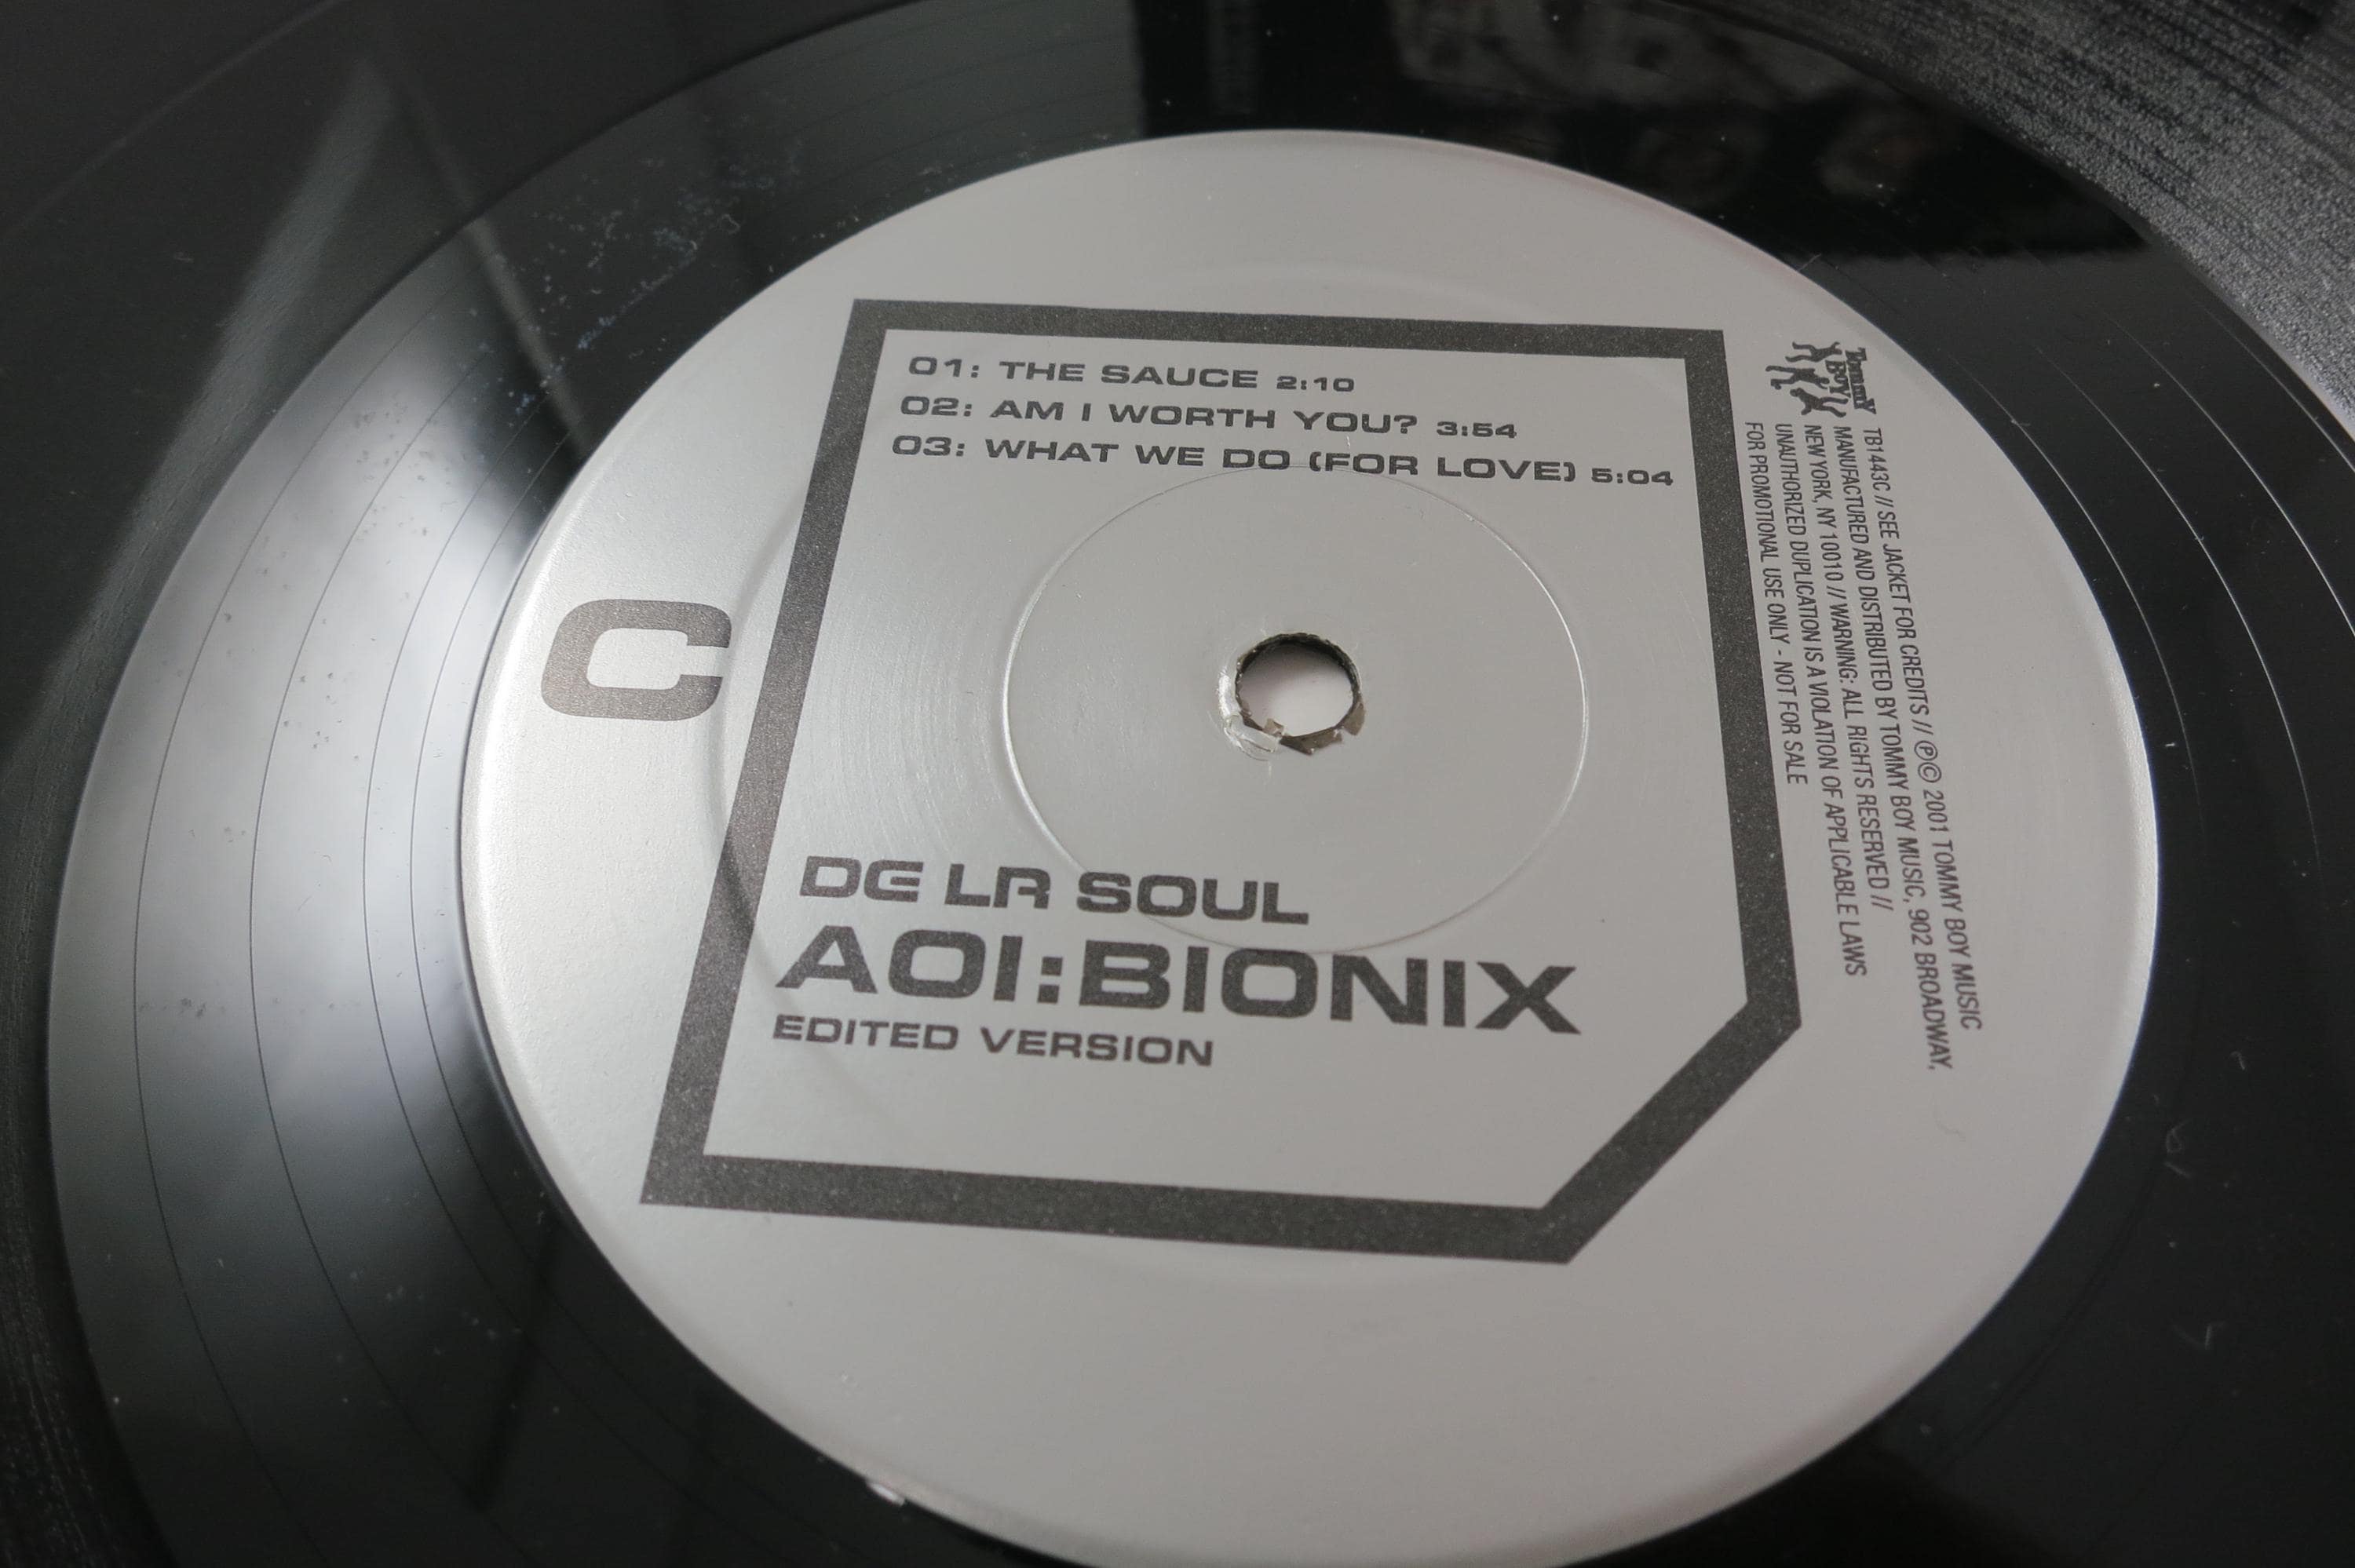 01: THE SAUCE 2:10
02: AM I WORTH YOU? 3:54
03: WHAT WE DO (FOR LOVE) 5:04
C
DE LA SOUL
AOI:BIONIX
EDITED VERSION
Tommy
BOY
TB1443C // SEE JACKET FOR CREDITS // ℗© 2001 TOMMY BOY MUSIC
MANUFACTURED AND DISTRIBUTED BY TOMMY BOY MUSIC, 902 BROADWAY,
NEW YORK, NY 10010 // WARNING: ALL RIGHTS RESERVED //
UNAUTHORIZED DUPLICATION IS A VIOLATION OF APPLICABLE LAWS
FOR PROMOTIONAL USE ONLY - NOT FOR SALE